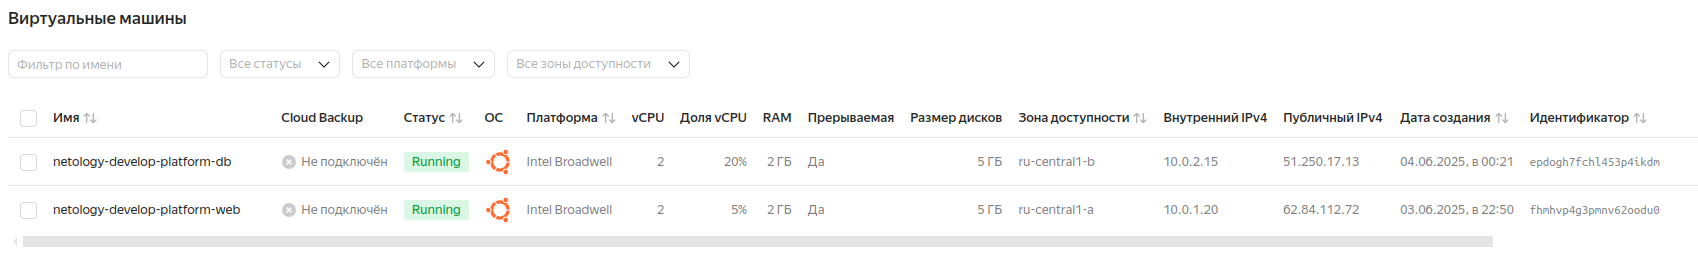 Виртуальные машины
Фильтр по имени Все статусы Все платформы Все зоны доступности
Имя Cloud Backup Статус ОС Платформа vCPU Доля vCPU RAM Прерываемая Размер дисков Зона доступности Внутренний IPv4 Публичный IPv4 Дата создания Идентификатор
netology-develop-platform-db Не подключён Running Intel Broadwell 2 20% 2 ГБ Да 5 ГБ ru-central1-b 10.0.2.15 51.250.17.13 04.06.2025, в 00:21 epdogh7fchl453p4ikdm
netology-develop-platform-web Не подключён Running Intel Broadwell 2 5% 2 ГБ Да 5 ГБ ru-central1-a 10.0.1.20 62.84.112.72 03.06.2025, в 22:50 fhmhvp4g3pmnv62oodu0